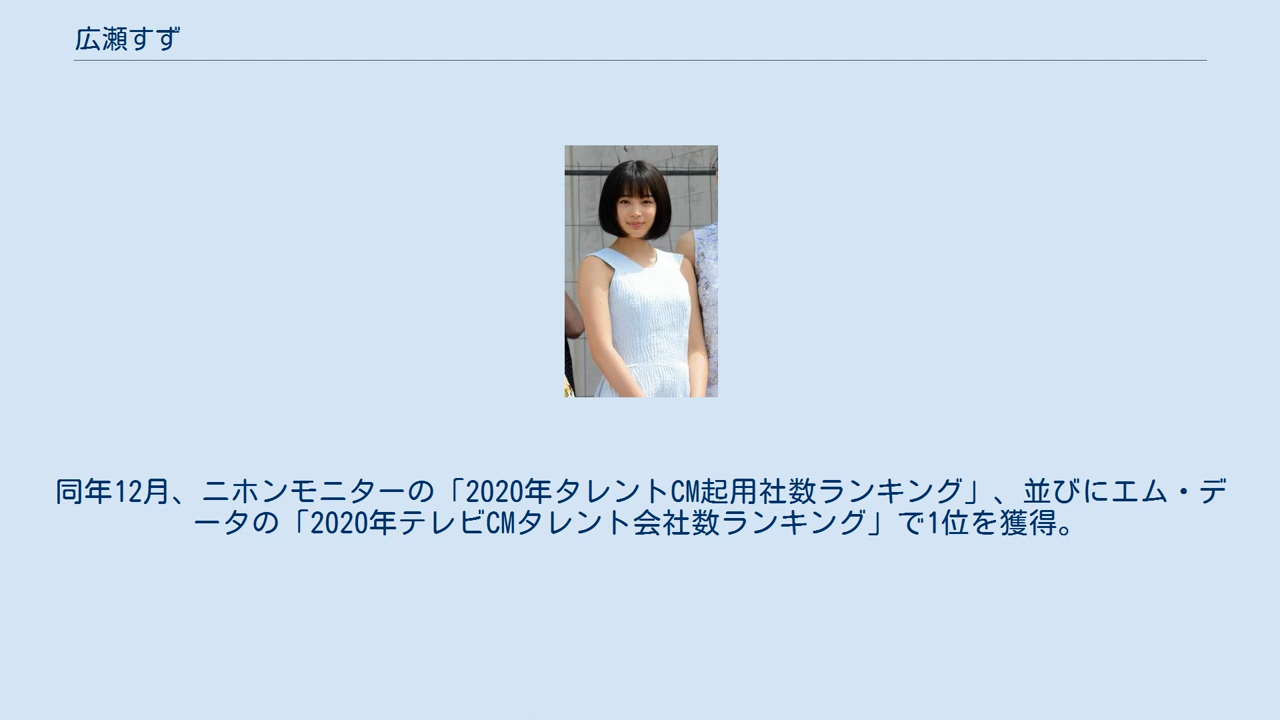 広瀬すず
同年12月、ニホンモニターの「2020年タレントCM起用社数ランキング」、並びにエム・デ
ータの「2020年テレビCMタレント会社数ランキング」で1位を獲得。